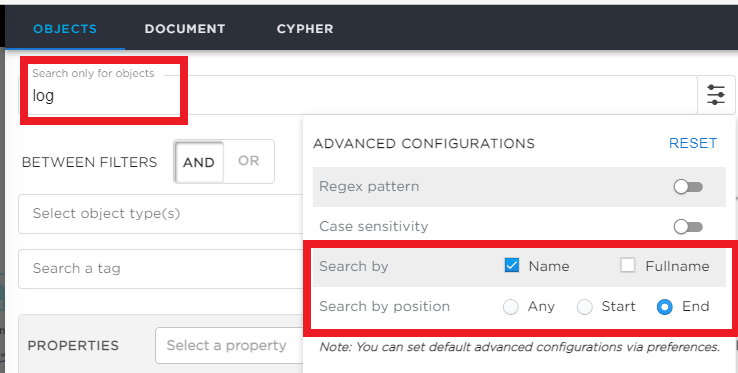 OBJECTS DOCUMENT CYPHER
Search only for objects
log
ADVANCED CONFIGURATIONS RESET
BETWEEN FILTERS AND OR
Regex pattern
Select object type(s)
Case sensitivity
Search a tag
Search by Name Fullname
Search by position Any Start End
PROPERTIES Select a property
Note: You can set default advanced configurations via preferences.